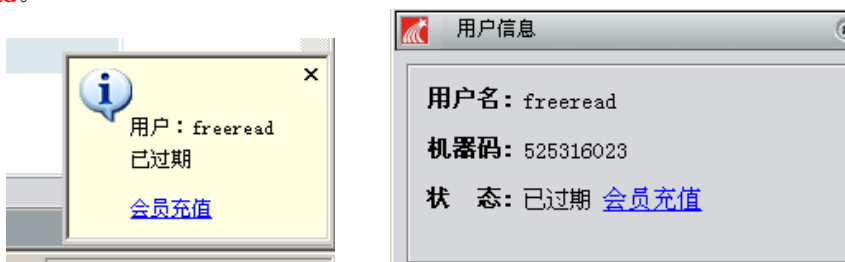 用户：freeread
已过期
会员充值
用户信息
用户名：freeread
机器码：525316023
状　态：已过期 会员充值